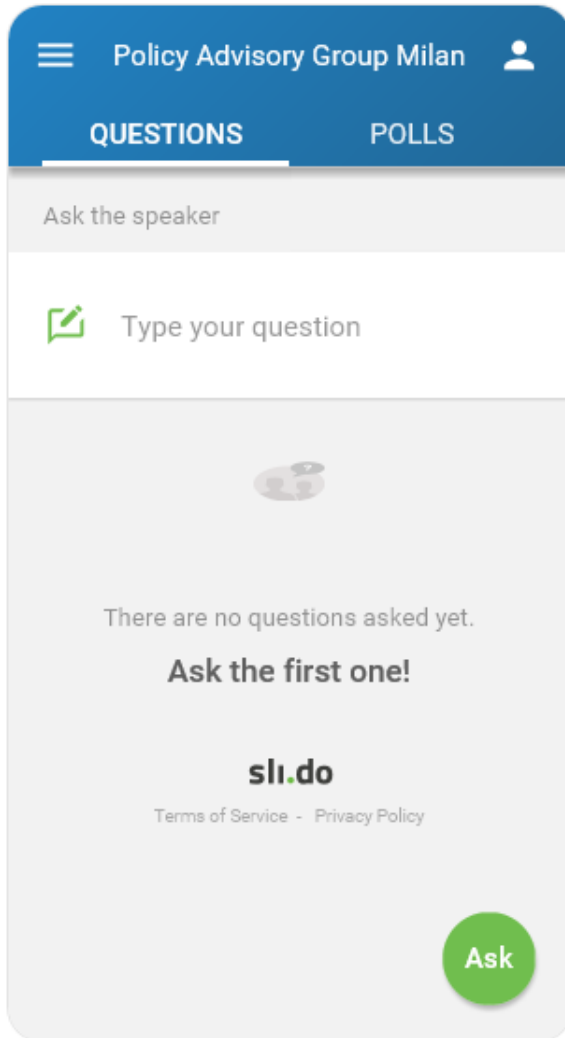 Policy Advisory Group Milan
QUESTIONS POLLS
Ask the speaker
Type your question
There are no questions asked yet.
Ask the first one!
sli.do
Terms of Service - Privacy Policy
Ask